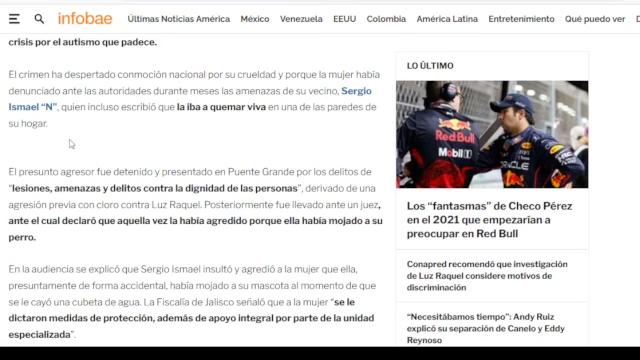 infobae
Últimas Noticias América México Venezuela EEUU Colombia América Latina Entretenimiento Qué puedo ver
crisis por el autismo que padece.
El crimen ha despertado conmoción nacional por su crueldad y porque la mujer había
denunciado ante las autoridades durante meses las amenazas de su vecino, Sergio
Ismael “N”, quien incluso escribió que la iba a quemar viva en una de las paredes de
su hogar.
El presunto agresor fue detenido y presentado en Puente Grande por los delitos de
“lesiones, amenazas y delitos contra la dignidad de las personas”, derivado de una
agresión previa con cloro contra Luz Raquel. Posteriormente fue llevado ante un juez,
ante el cual declaró que aquella vez la había agredido porque ella había mojado a su
perro.
En la audiencia se explicó que Sergio Ismael insultó y agredió a la mujer que ella,
presuntamente de forma accidental, había mojado a su mascota al momento de que
se le cayó una cubeta de agua. La Fiscalía de Jalisco señaló que a la mujer “se le
dictaron medidas de protección, además de apoyo integral por parte de la unidad
especializada”.
LO ÚLTIMO
Red Bull
Mobil
ORACLE
Los “fantasmas” de Checo Pérez
en el 2021 que empezarían a
preocupar en Red Bull
Conapred recomendó que investigación
de Luz Raquel considere motivos de
discriminación
“Necesitábamos tiempo”: Andy Ruiz
explicó su separación de Canelo y Eddy
Reynoso